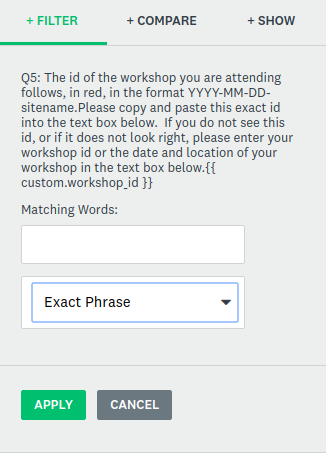 + FILTER + COMPARE + SHOW
Q5: The id of the workshop you are attending
follows, in red, in the format YYYY-MM-DD-
sitename.Please copy and paste this exact id
into the text box below. If you do not see this
id, or if it does not look right, please enter your
workshop id or the date and location of your
workshop in the text box below.{{
custom.workshop_id }}
Matching Words:
Exact Phrase
APPLY CANCEL